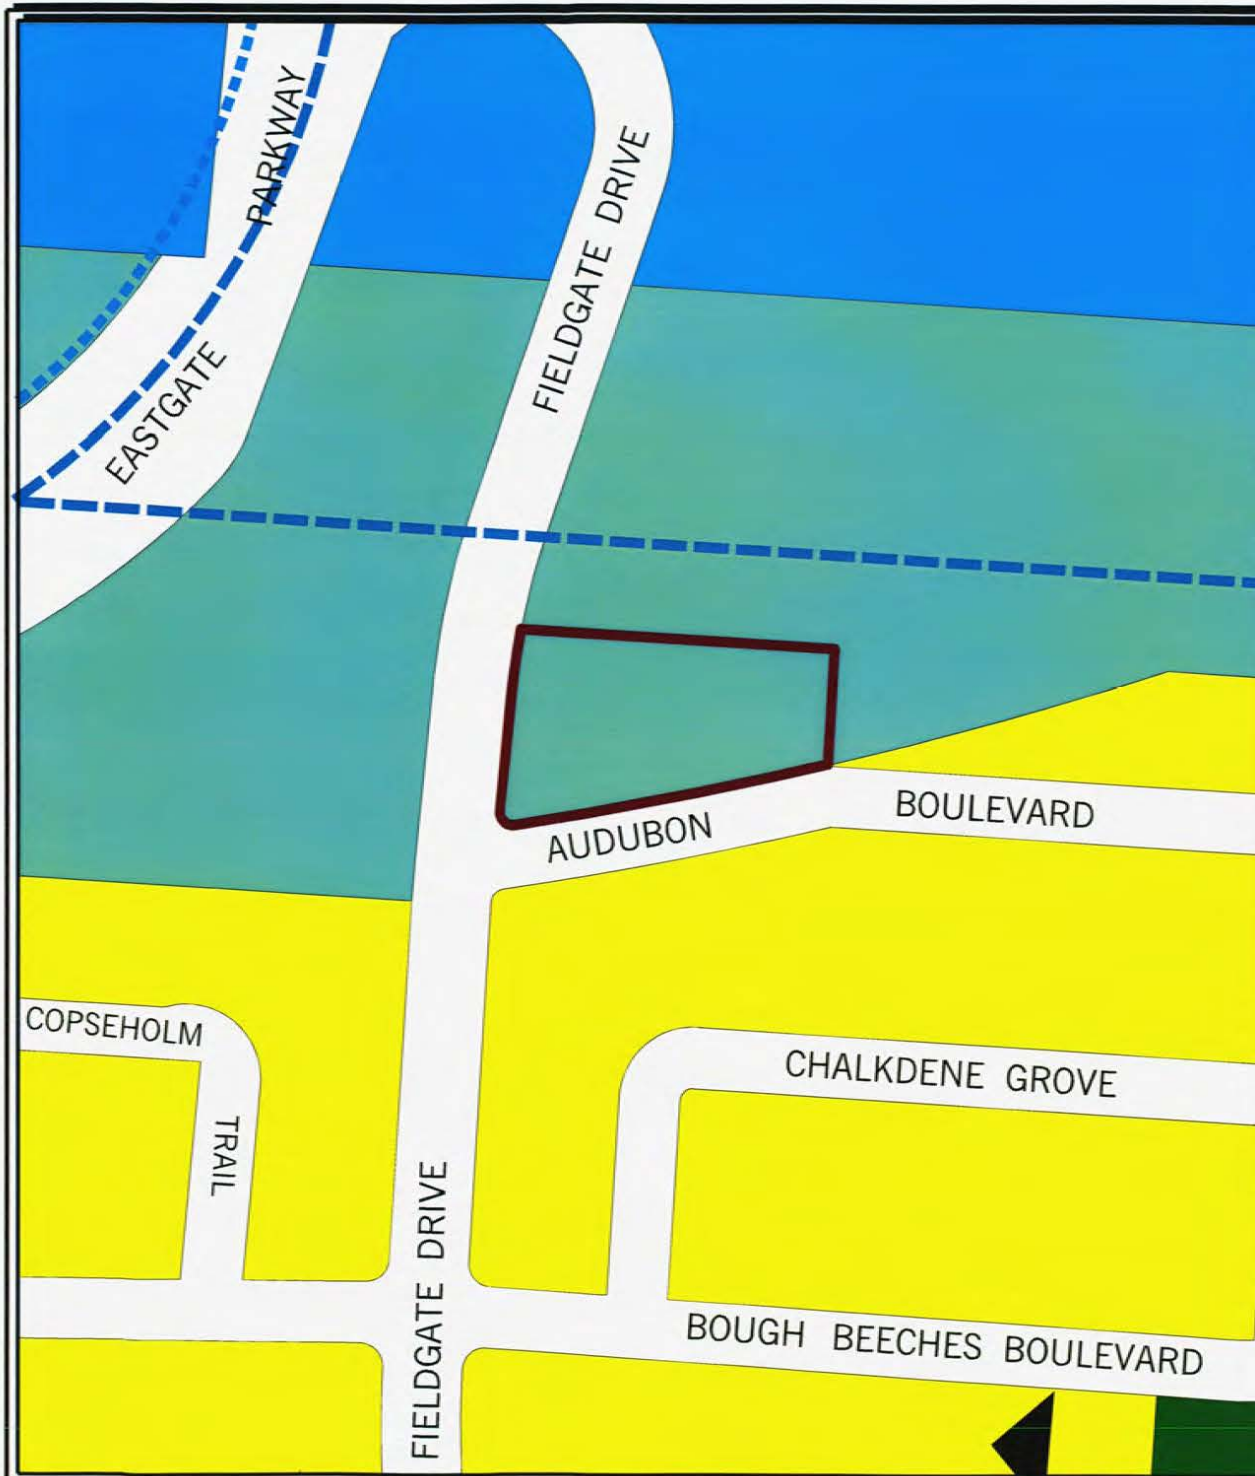 PARKWAY
EASTGATE
FIELDGATE DRIVE
AUDUBON
BOULEVARD
COPSEHOLM
TRAIL
CHALKDENE GROVE
FIELDGATE DRIVE
BOUGH BEECHES BOULEVARD